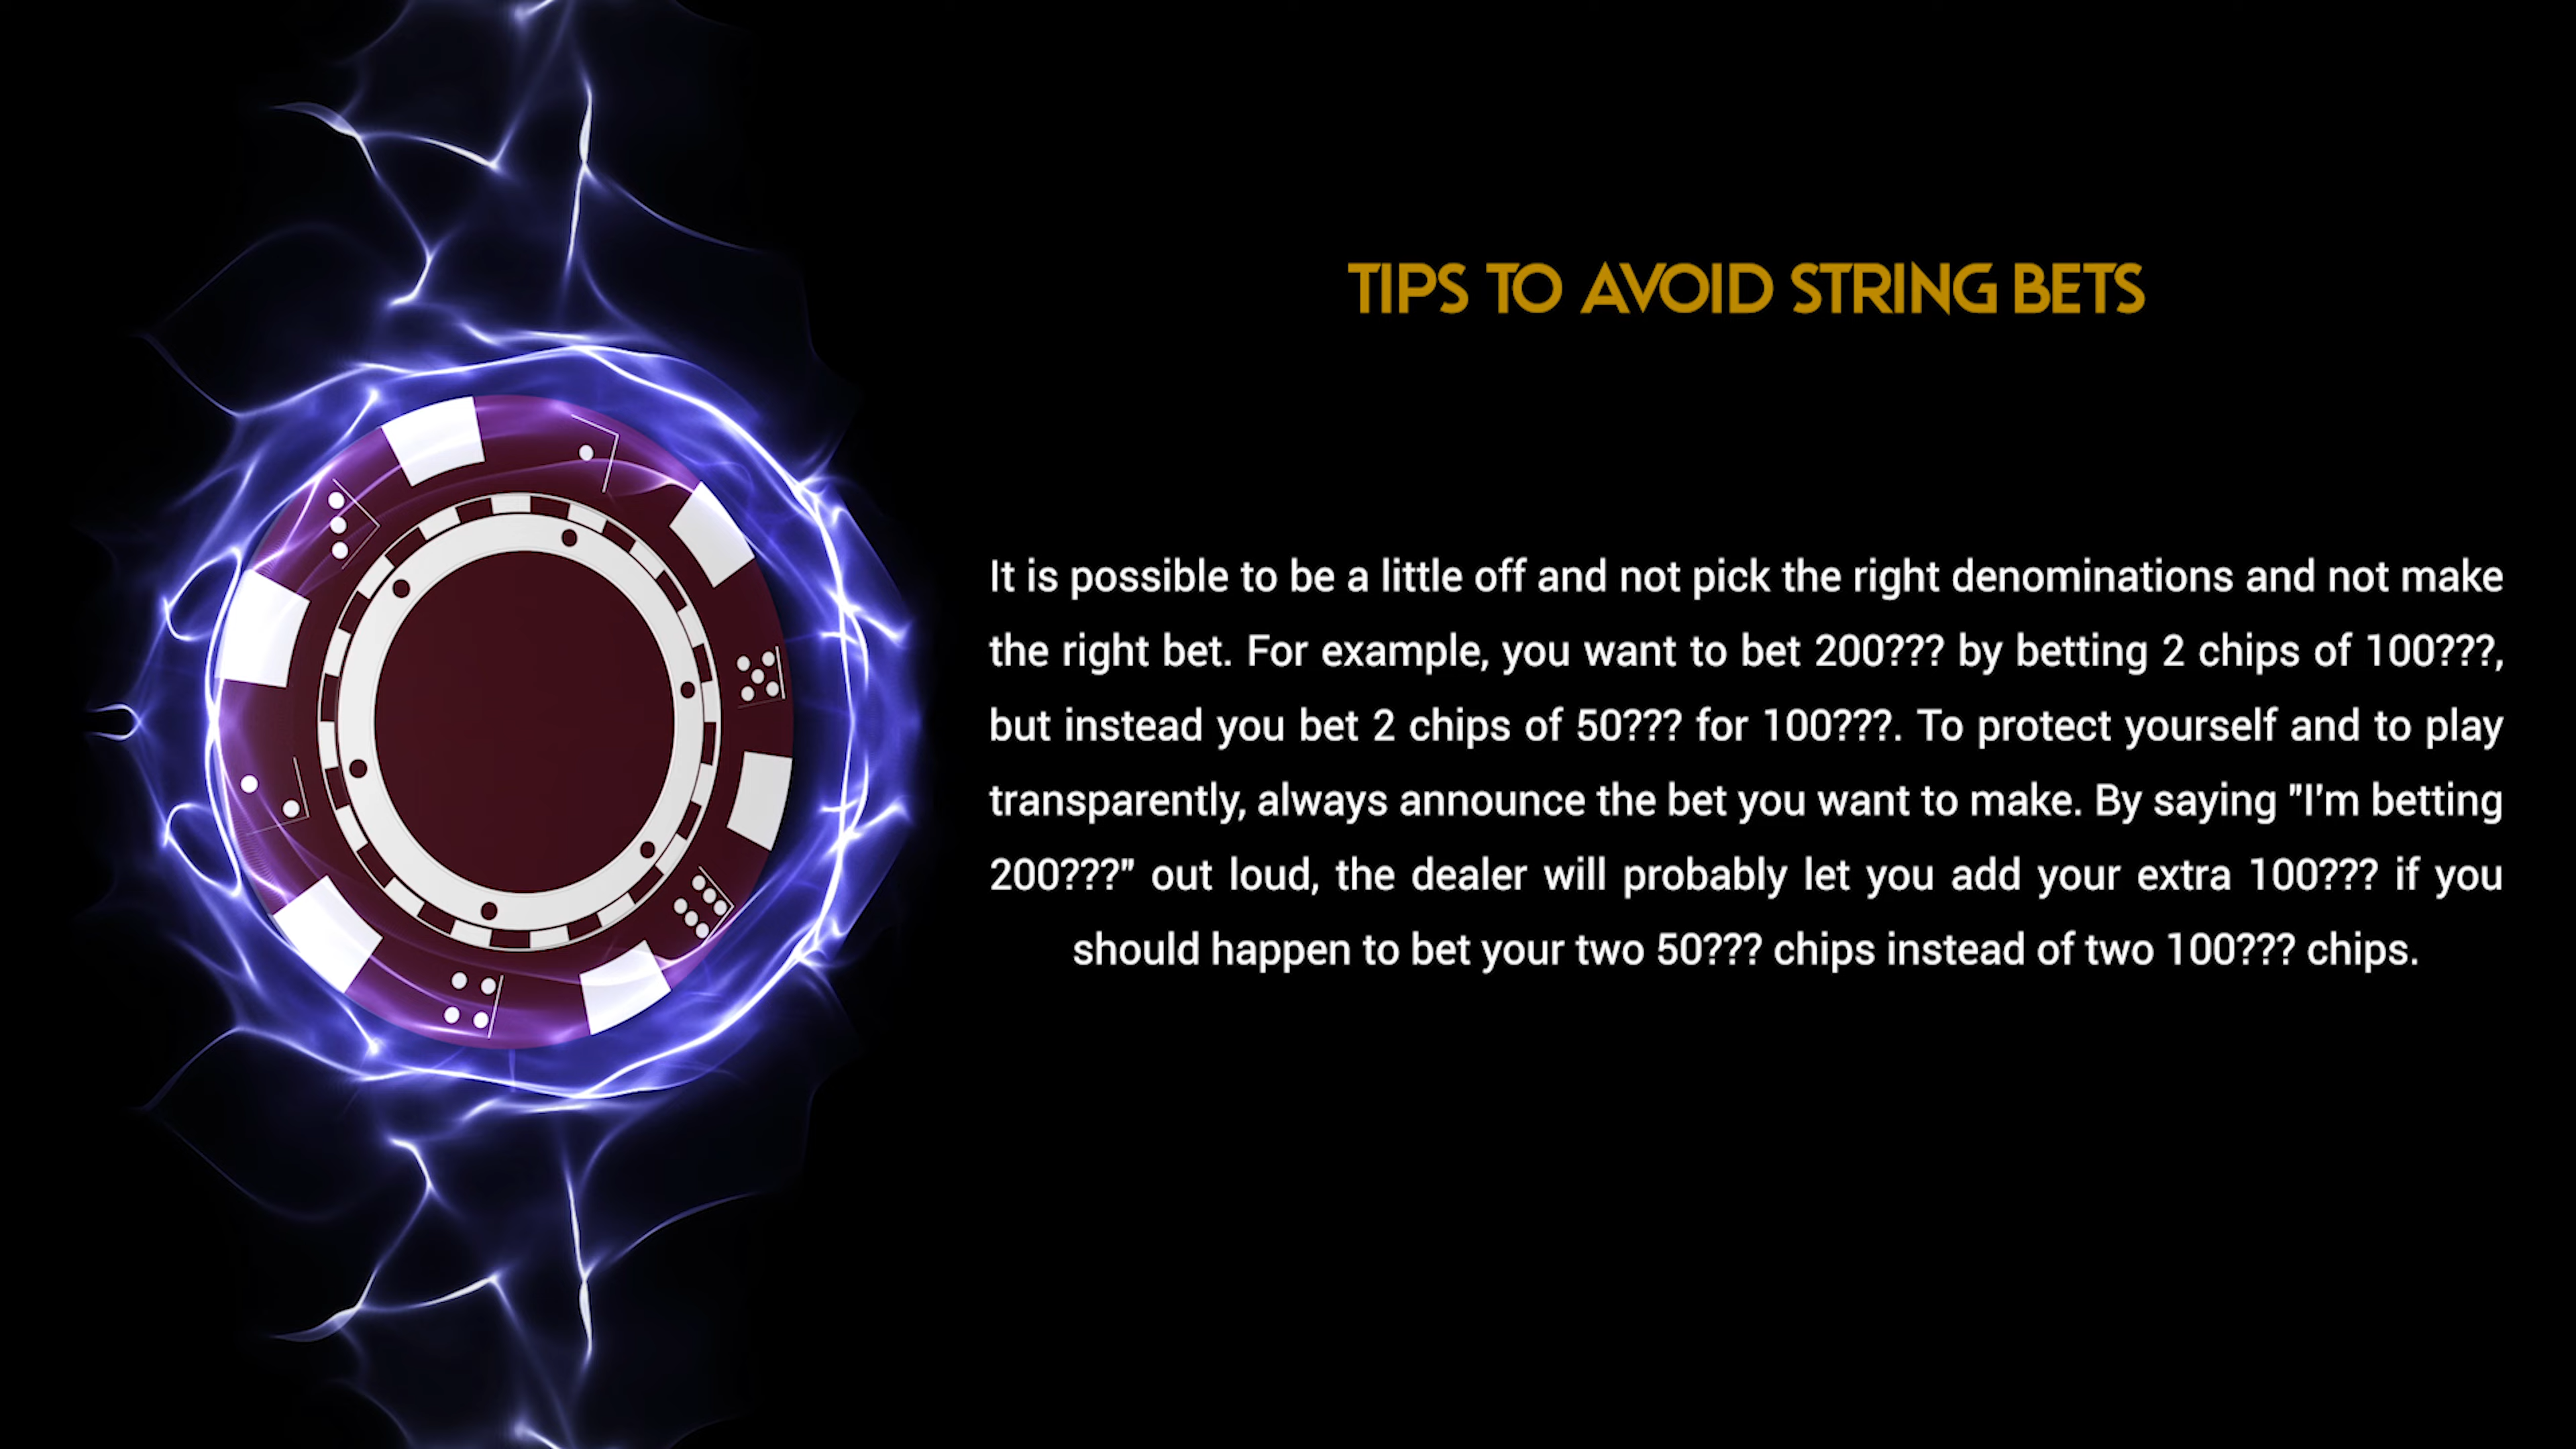 TIPS TO AVOID STRING BETS
It is possible to be a little off and not pick the right denominations and not make
the right bet. For example, you want to bet 200??? by betting 2 chips of 100???,
but instead you bet 2 chips of 50??? for 100???. To protect yourself and to play
transparently, always announce the bet you want to make. By saying "I'm betting
200???" out loud, the dealer will probably let you add your extra 100??? if you
should happen to bet your two 50??? chips instead of two 100??? chips.